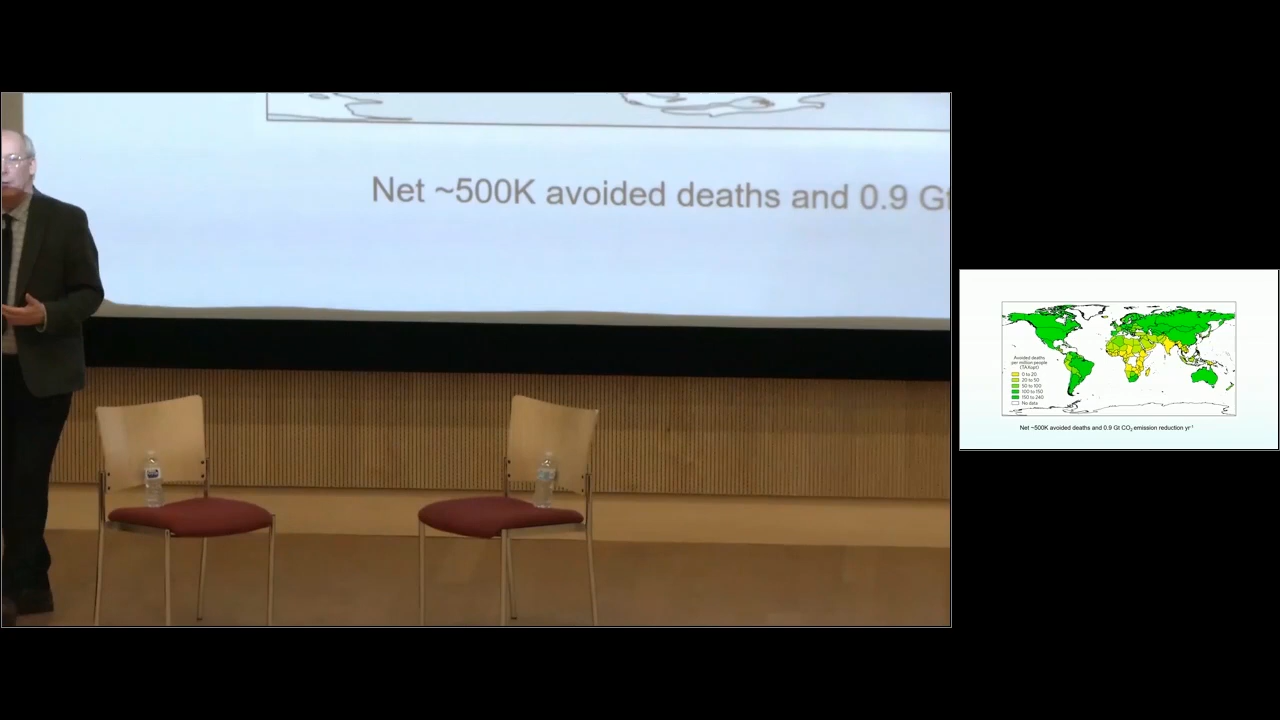 Net ~500K avoided deaths and 0.9 Gt
Avoided deaths
per million people
(TAXopt)
0 to 20
20 to 50
50 to 100
100 to 150
150 to 240
No data
Net ~500K avoided deaths and 0.9 Gt CO₂ emission reduction yr⁻¹